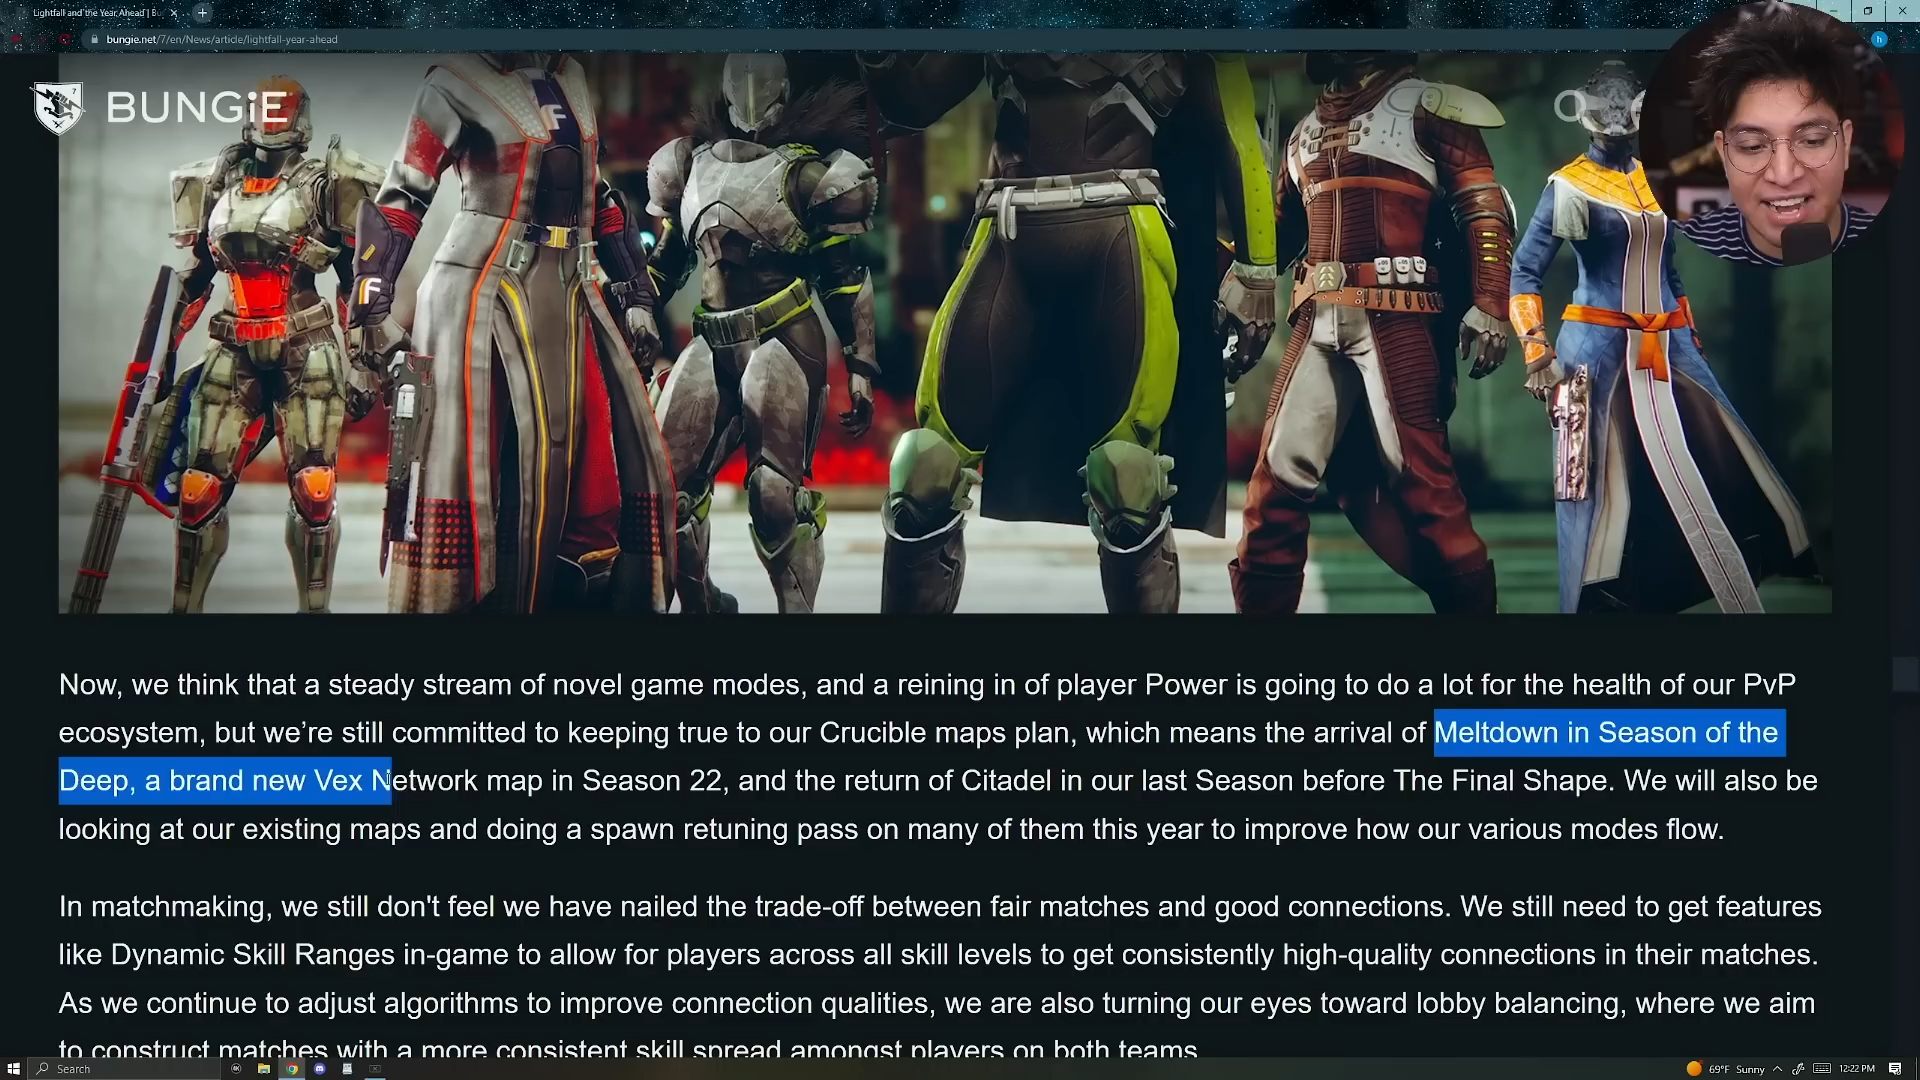 Lightfall and the Year Ahead | Bu
bungie.net/7/en/News/article/lightfall-year-ahead
h
7
BUNGiE
F
F
Now, we think that a steady stream of novel game modes, and a reining in of player Power is going to do a lot for the health of our PvP
ecosystem, but we’re still committed to keeping true to our Crucible maps plan, which means the arrival of Meltdown in Season of the
Deep, a brand new Vex Network map in Season 22, and the return of Citadel in our last Season before The Final Shape. We will also be
looking at our existing maps and doing a spawn retuning pass on many of them this year to improve how our various modes flow.
In matchmaking, we still don't feel we have nailed the trade-off between fair matches and good connections. We still need to get features
like Dynamic Skill Ranges in-game to allow for players across all skill levels to get consistently high-quality connections in their matches.
As we continue to adjust algorithms to improve connection qualities, we are also turning our eyes toward lobby balancing, where we aim
to construct matches with a more consistent skill spread amongst players on both teams.
Search
69°F Sunny
12:22 PM